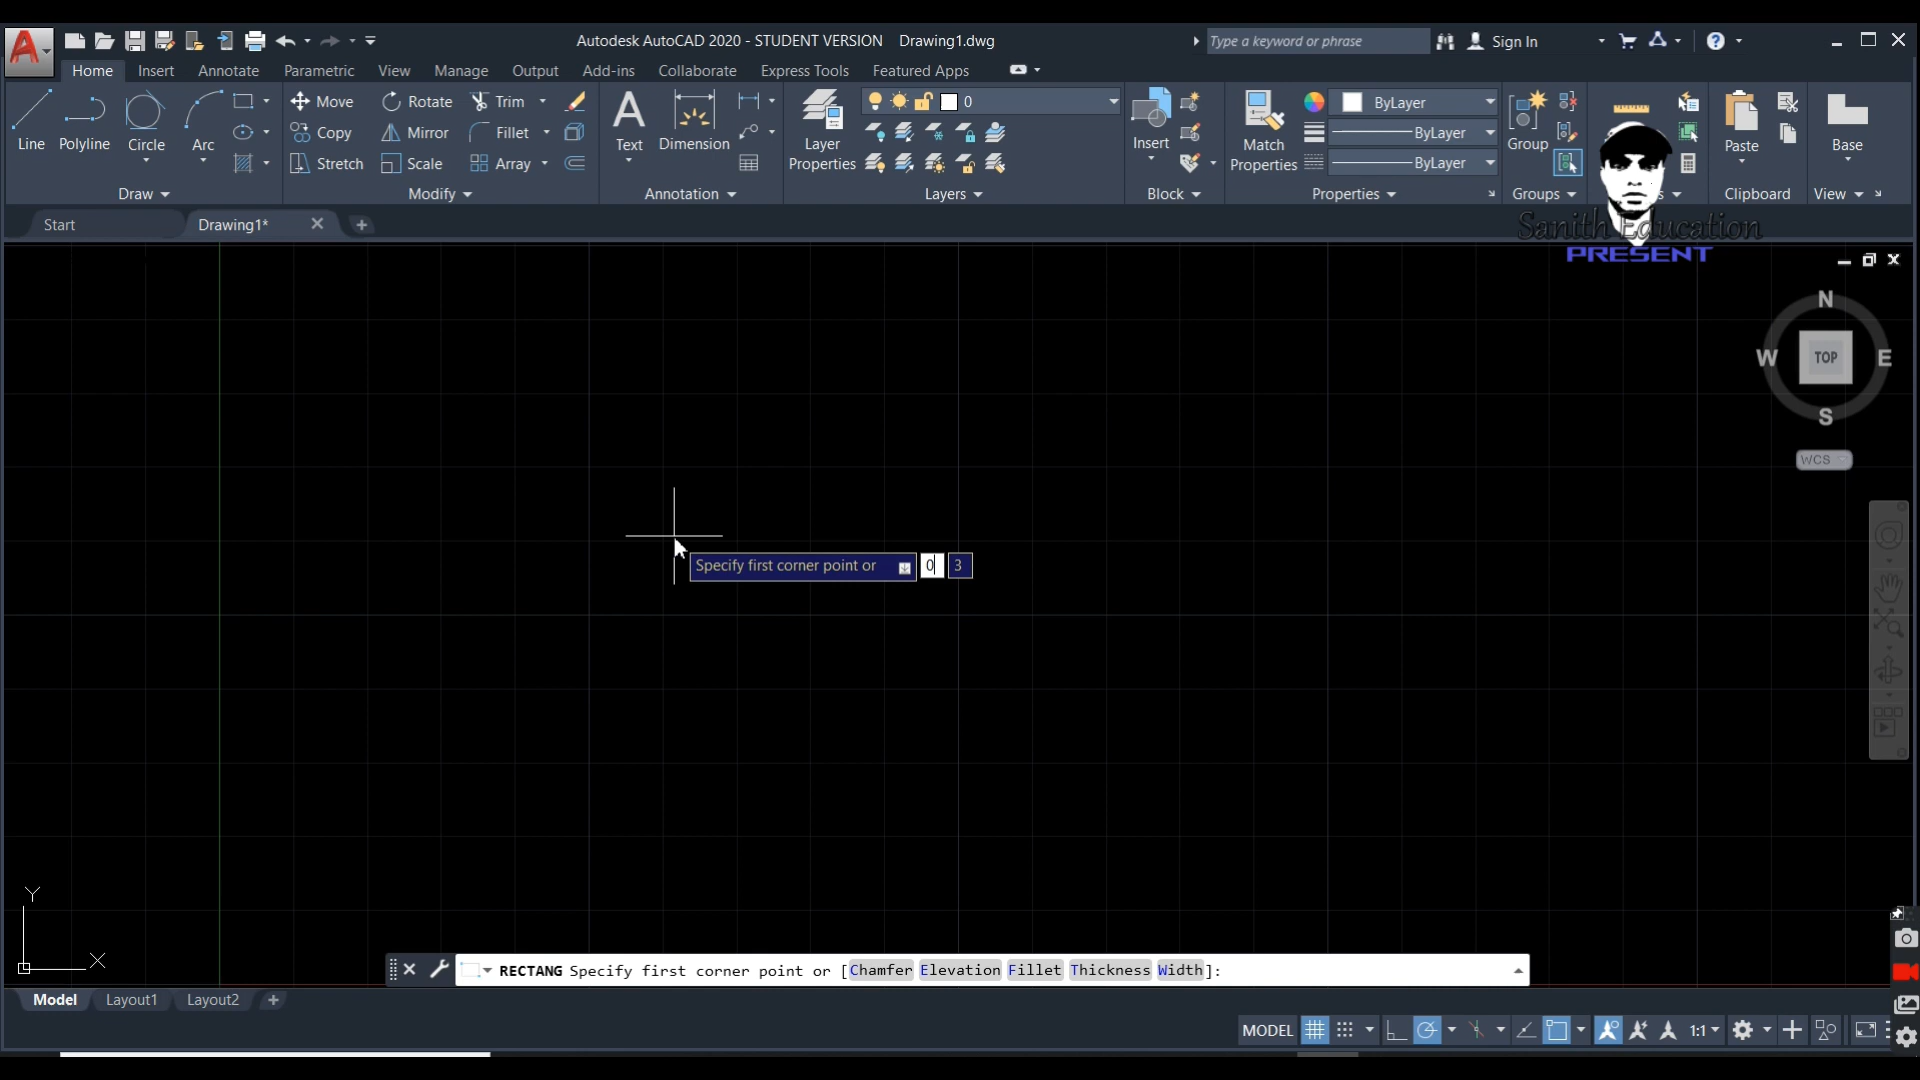 Autodesk AutoCAD 2020 - STUDENT VERSION Drawing1.dwg
Type a keyword or phrase
Sign In
Home Insert Annotate Parametric View Manage Output Add-ins Collaborate Express Tools Featured Apps
Line Polyline Circle Arc
Move Rotate Trim
Copy Mirror Fillet
Stretch Scale Array
Text Dimension
Layer Properties
0
Insert
Match Properties
ByLayer
ByLayer
ByLayer
Group
Paste
Base
Draw Modify Annotation Layers Block Properties Groups Clipboard View
Start Drawing1*
Sanith Education
PRESENT
N
W TOP E
S
WCS
Specify first corner point or 0 3
Y
X
RECTANG Specify first corner point or [Chamfer Elevation Fillet Thickness Width]:
Model Layout1 Layout2
MODEL 1:1